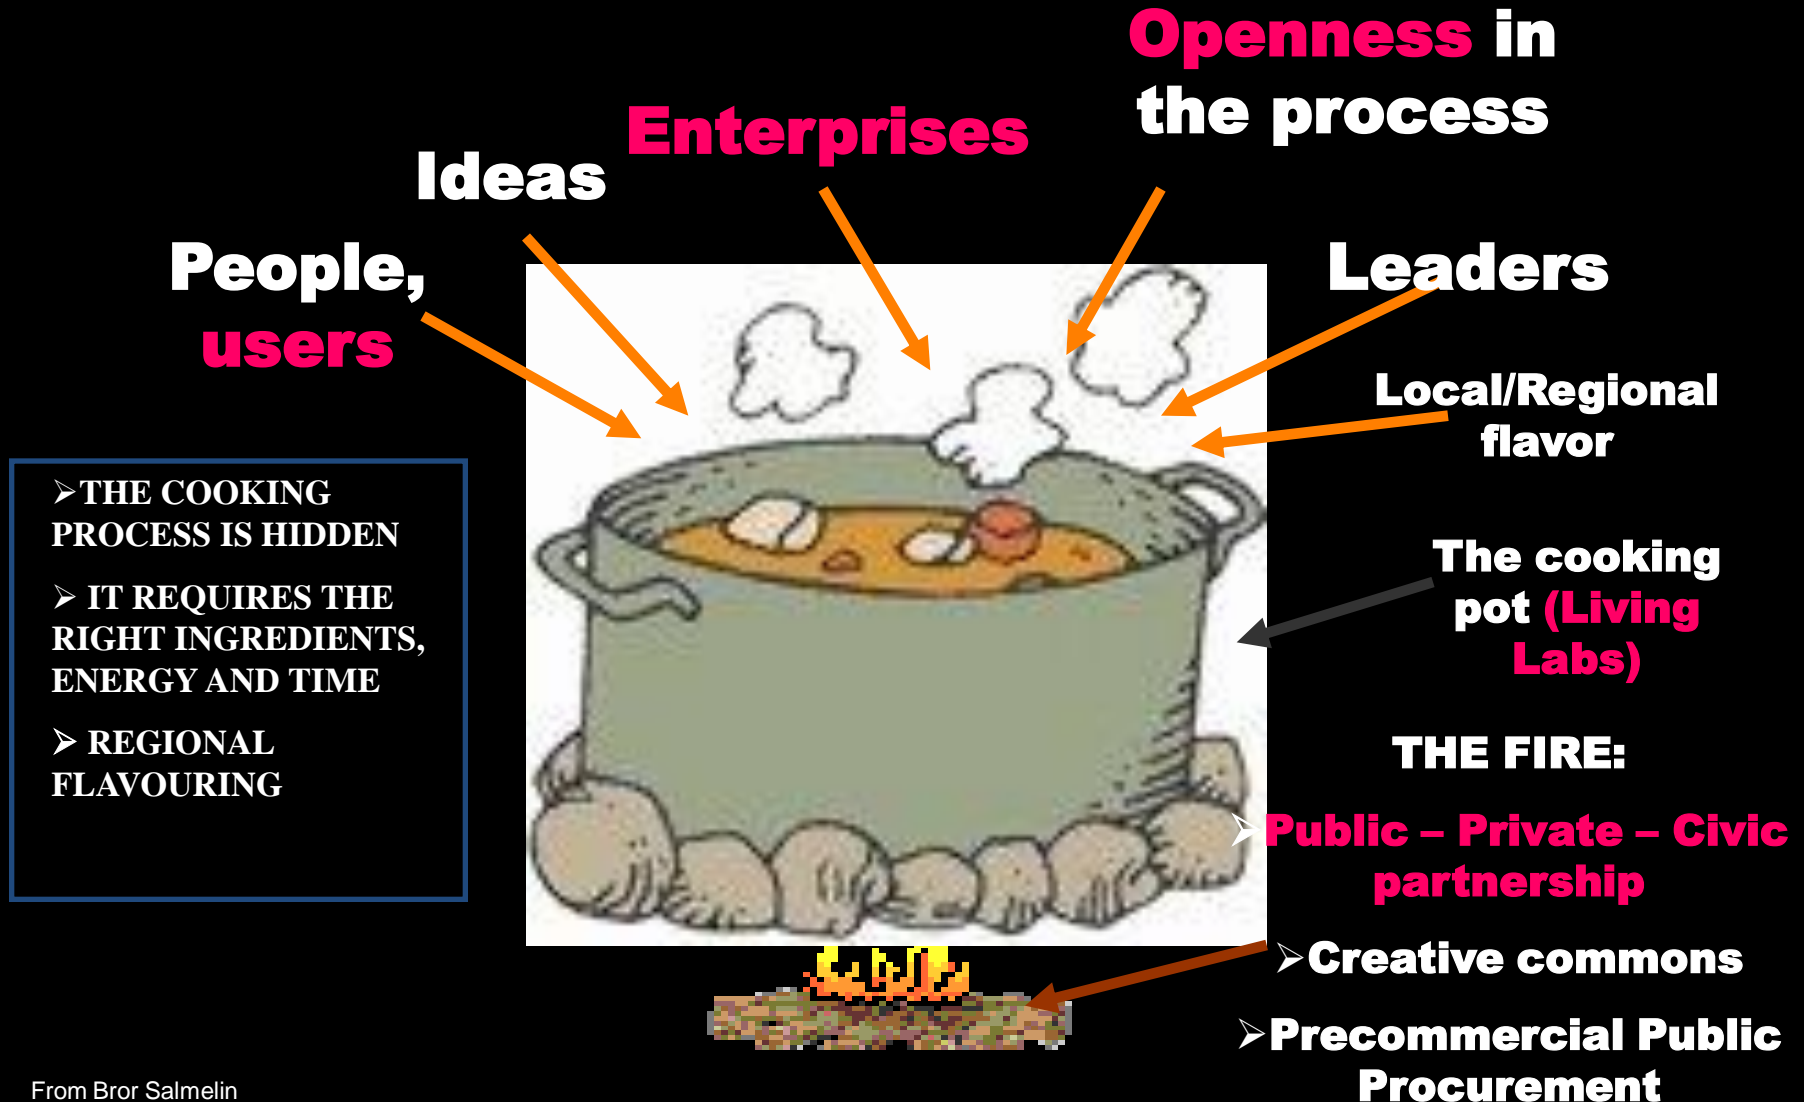 Openness in
the process
Enterprises
Ideas
People,
users
Leaders
Local/Regional
flavor
➢THE COOKING
PROCESS IS HIDDEN
➢ IT REQUIRES THE
RIGHT INGREDIENTS,
ENERGY AND TIME
➢ REGIONAL
FLAVOURING
The cooking
pot (Living
Labs)
THE FIRE:
➢Public – Private – Civic
partnership
➢Creative commons
➢Precommercial Public
Procurement
From Bror Salmelin